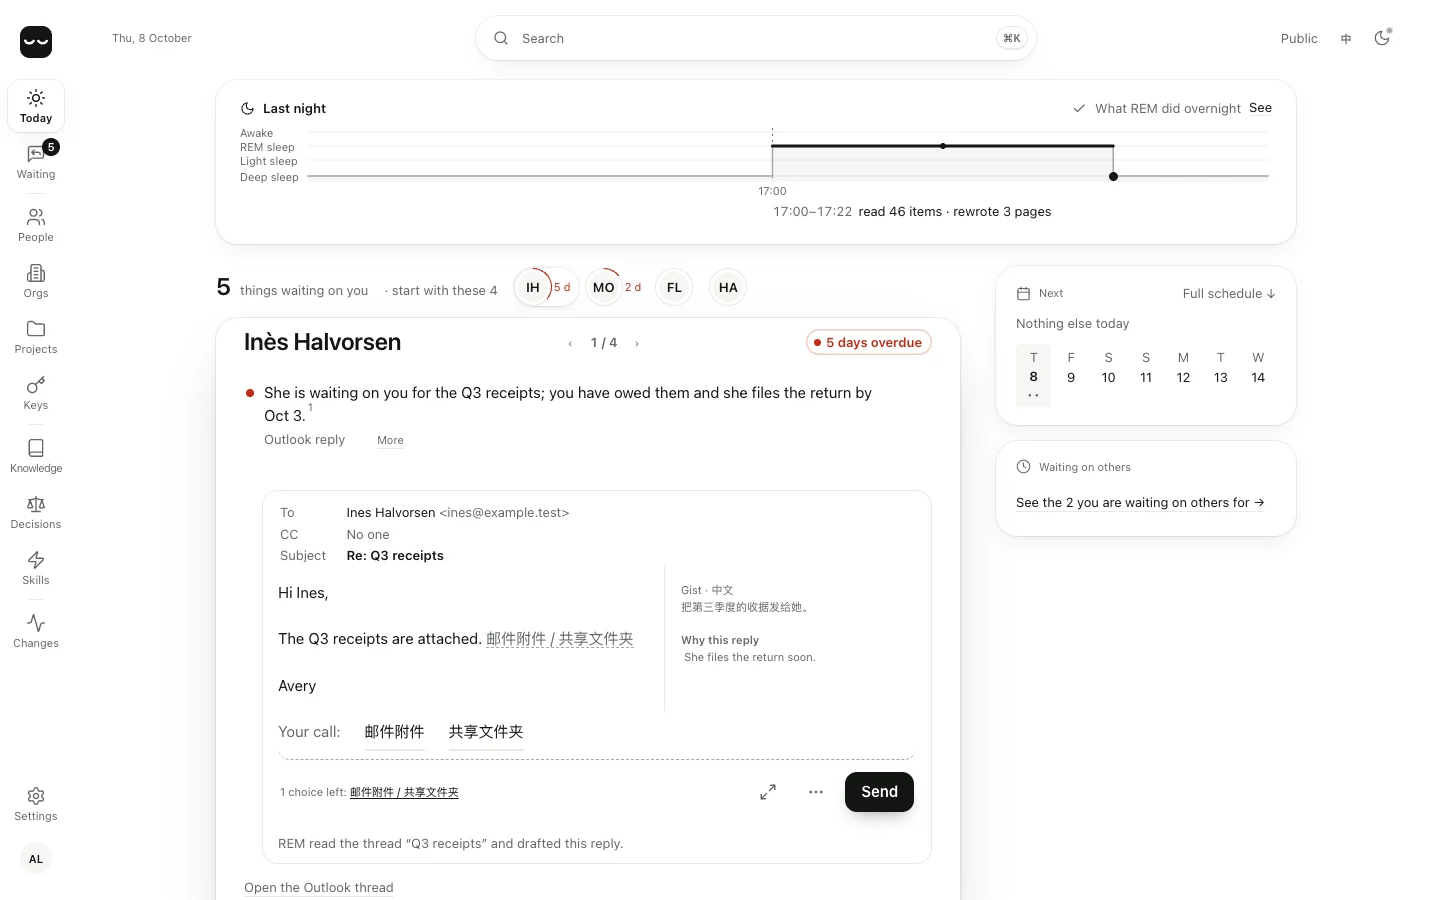 Thu, 8 October
Search
⌘K
Public
中
Today
5
Waiting
People
Orgs
Projects
Keys
Knowledge
Decisions
Skills
Changes
Settings
AL
Last night
What REM did overnight See
Awake
REM sleep
Light sleep
Deep sleep
17:00
17:00–17:22 read 46 items · rewrote 3 pages
5 things waiting on you · start with these 4
IH 5 d
MO 2 d
FL
HA
Inès Halvorsen
‹ 1 / 4 ›
5 days overdue
She is waiting on you for the Q3 receipts; you have owed them and she files the return by
Oct 3. 1
Outlook reply More
To Ines Halvorsen <ines@example.test>
CC No one
Subject Re: Q3 receipts
Hi Ines,
The Q3 receipts are attached. 邮件附件 / 共享文件夹
Avery
Gist · 中文
把第三季度的收据发给她。
Why this reply
She files the return soon.
Your call: 邮件附件 共享文件夹
1 choice left: 邮件附件 / 共享文件夹
Send
REM read the thread “Q3 receipts” and drafted this reply.
Open the Outlook thread
Next
Full schedule ↓
Nothing else today
T F S S M T W
8 9 10 11 12 13 14
Waiting on others
See the 2 you are waiting on others for →